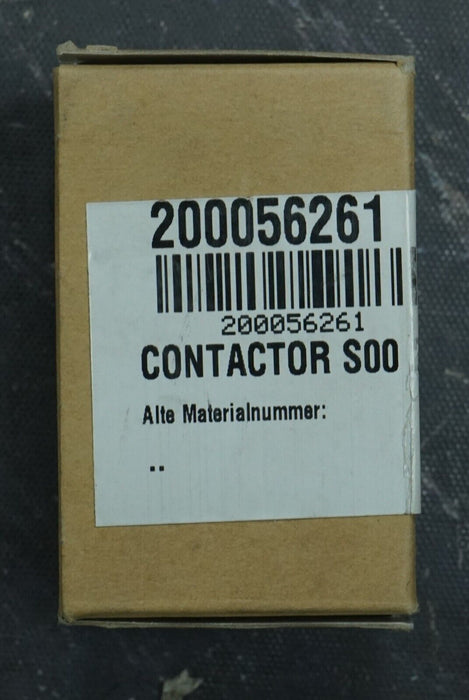 200056261
200056261
CONTACTOR S00
Alte Materialnummer:
..